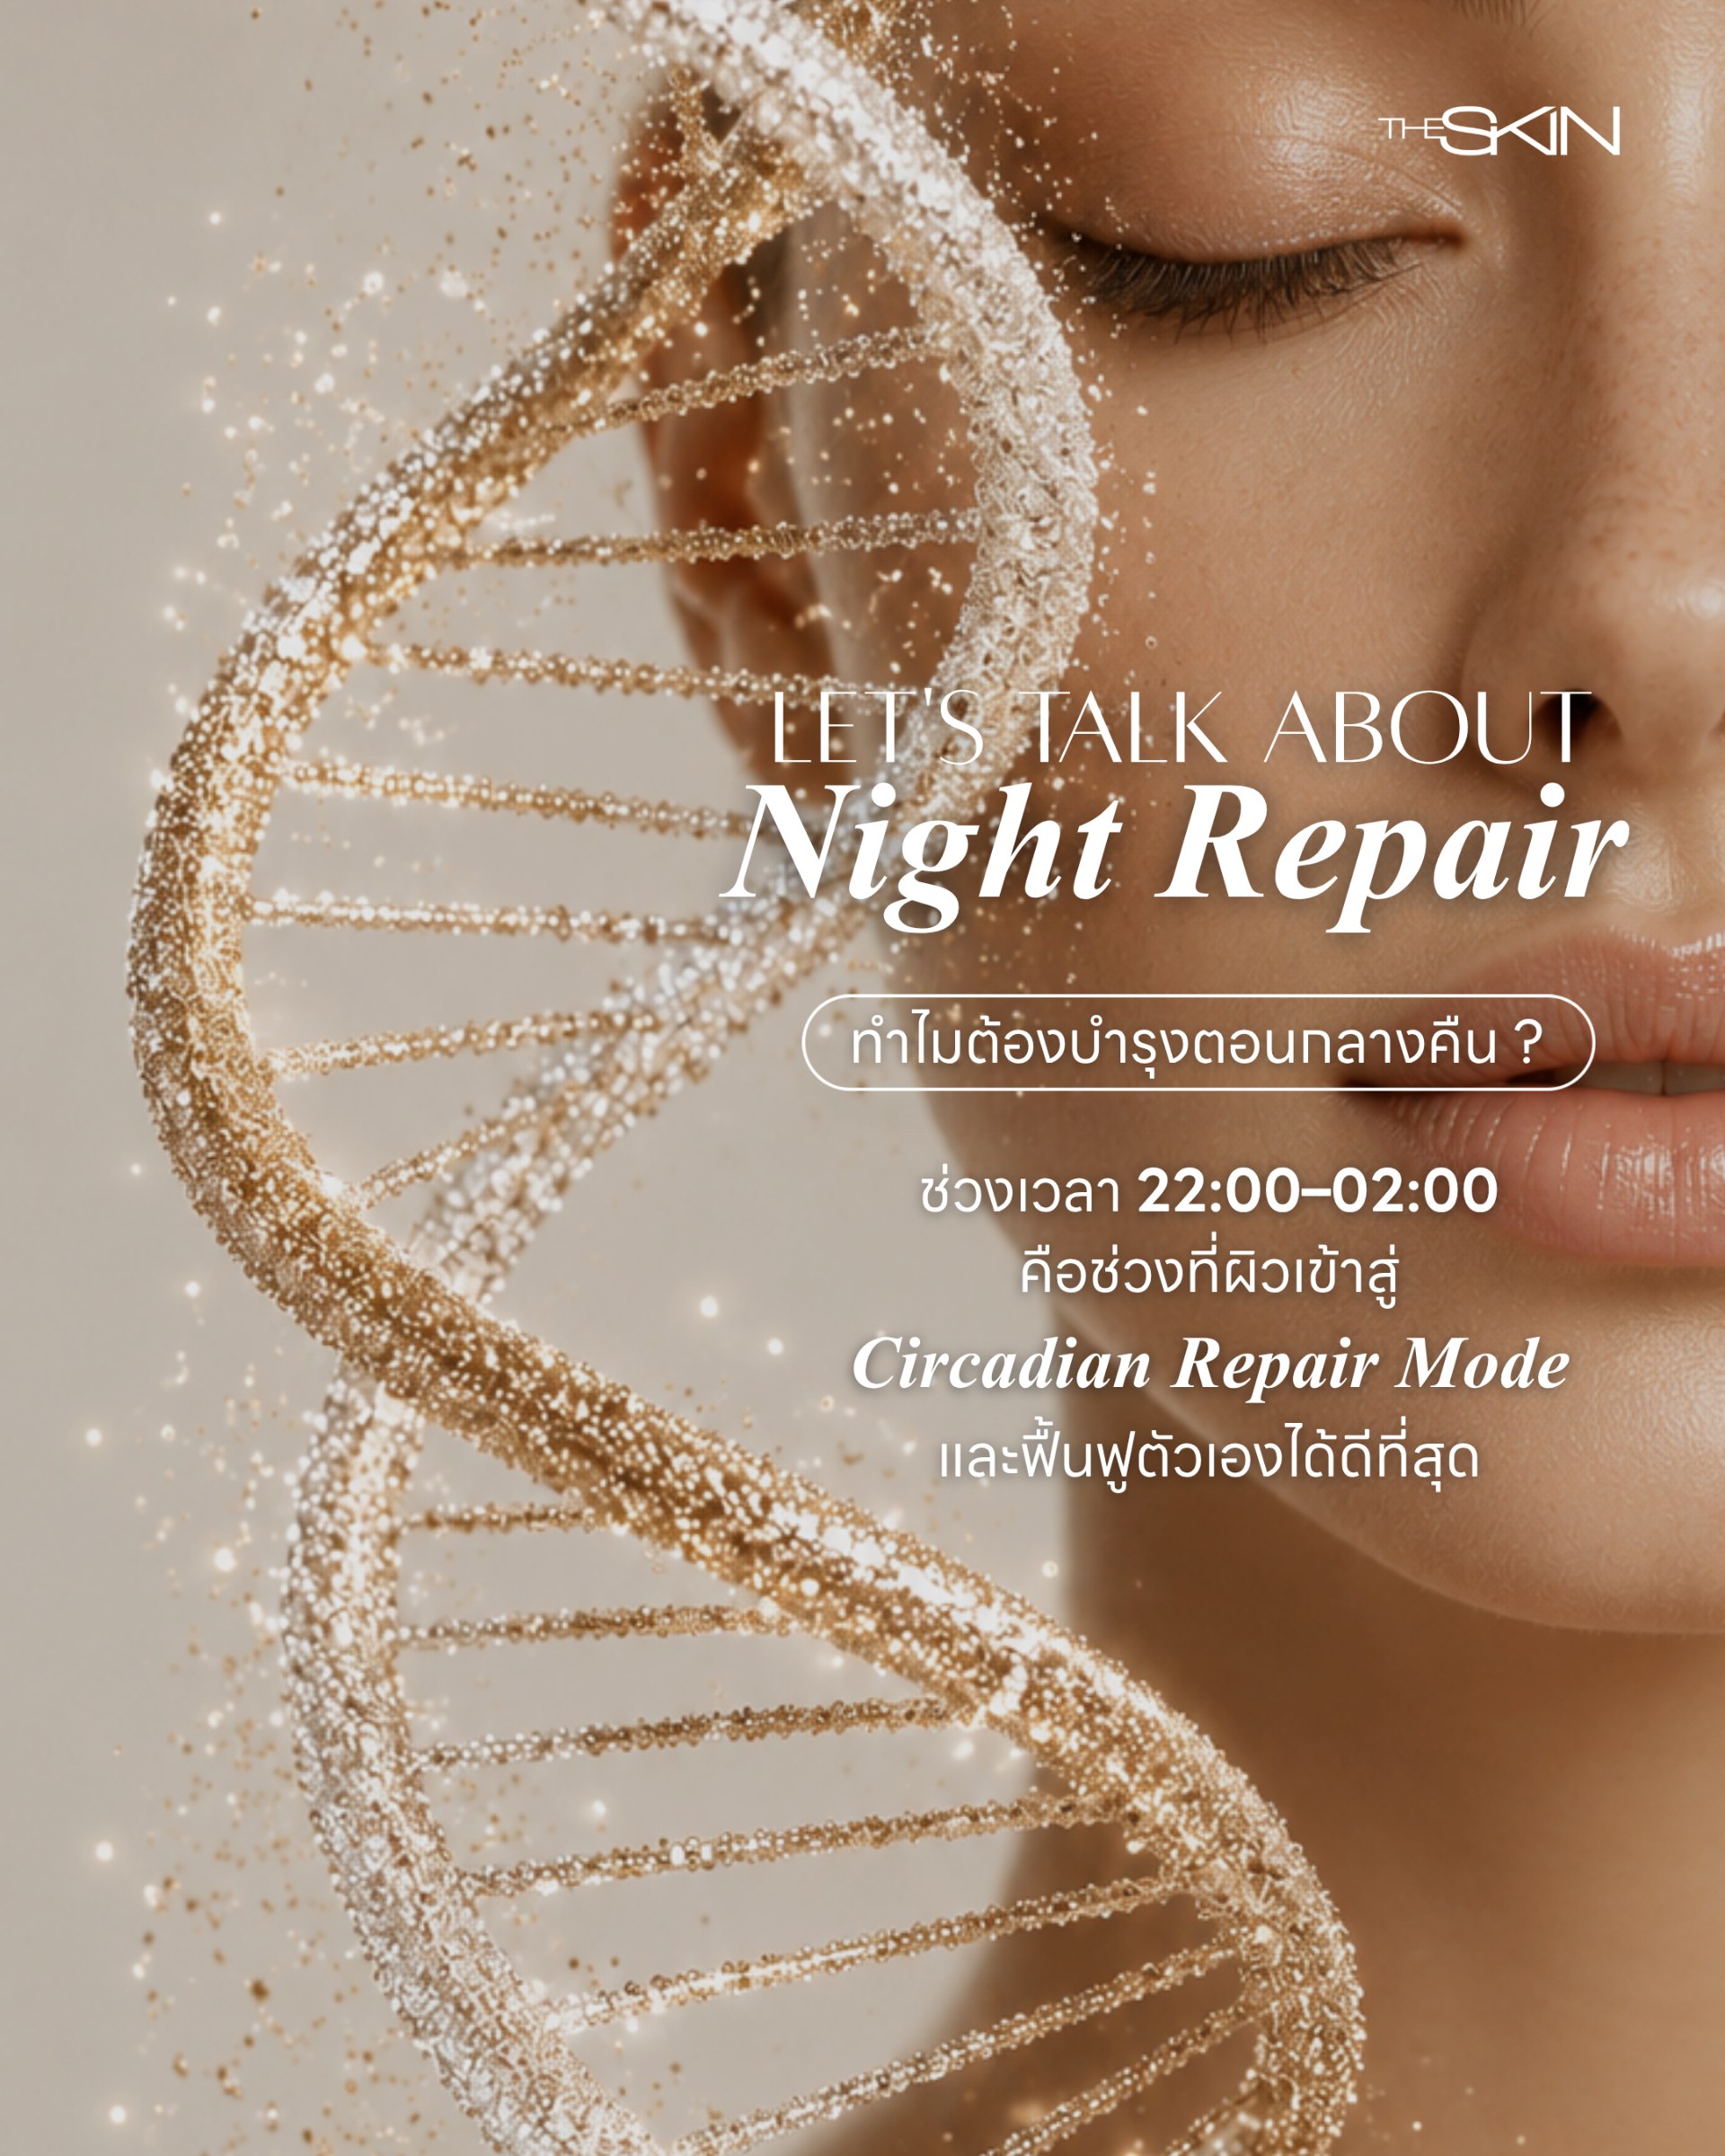 THE SKIN
LET'S TALK ABOUT
Night Repair
ทำไมต้องบำรุงตอนกลางคืน ?
ช่วงเวลา 22:00–02:00
คือช่วงที่ผิวเข้าสู่
Circadian Repair Mode
และฟื้นฟูตัวเองได้ดีที่สุด